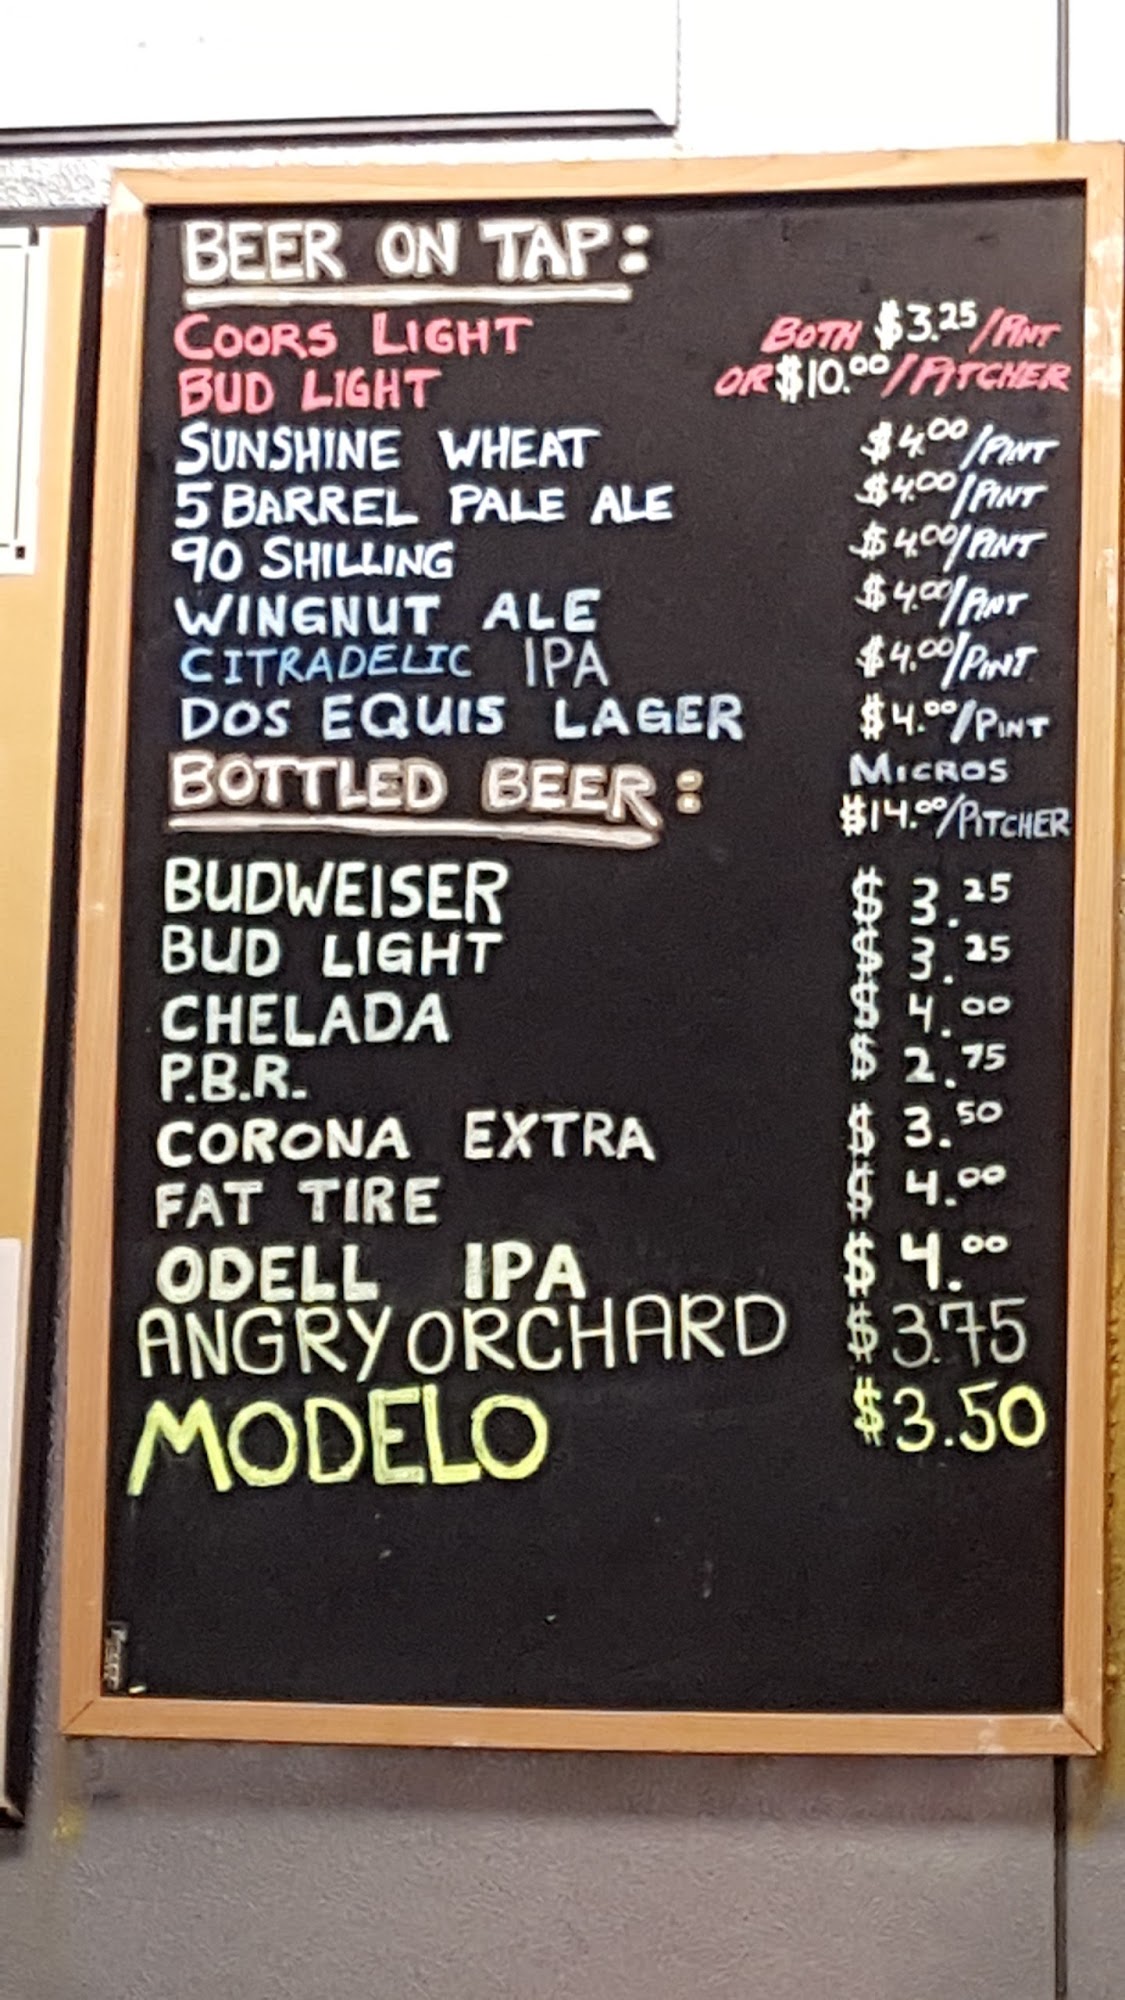 BEER ON TAP:
COORS LIGHT BOTH $3.25/PINT
BUD LIGHT OR $10.00/PITCHER
SUNSHINE WHEAT $4.00/PINT
5 BARREL PALE ALE $4.00/PINT
90 SHILLING $4.00/PINT
WINGNUT ALE $4.00/PINT
CITRADELIC IPA $4.00/PINT
DOS EQUIS LAGER $4.00/PINT
BOTTLED BEER: MICROS
$14.00/PITCHER
BUDWEISER $3.25
BUD LIGHT $3.25
CHELADA $4.00
P.B.R. $2.75
CORONA EXTRA $3.50
FAT TIRE $4.00
ODELL IPA $4.00
ANGRY ORCHARD $3.75
MODELO $3.50